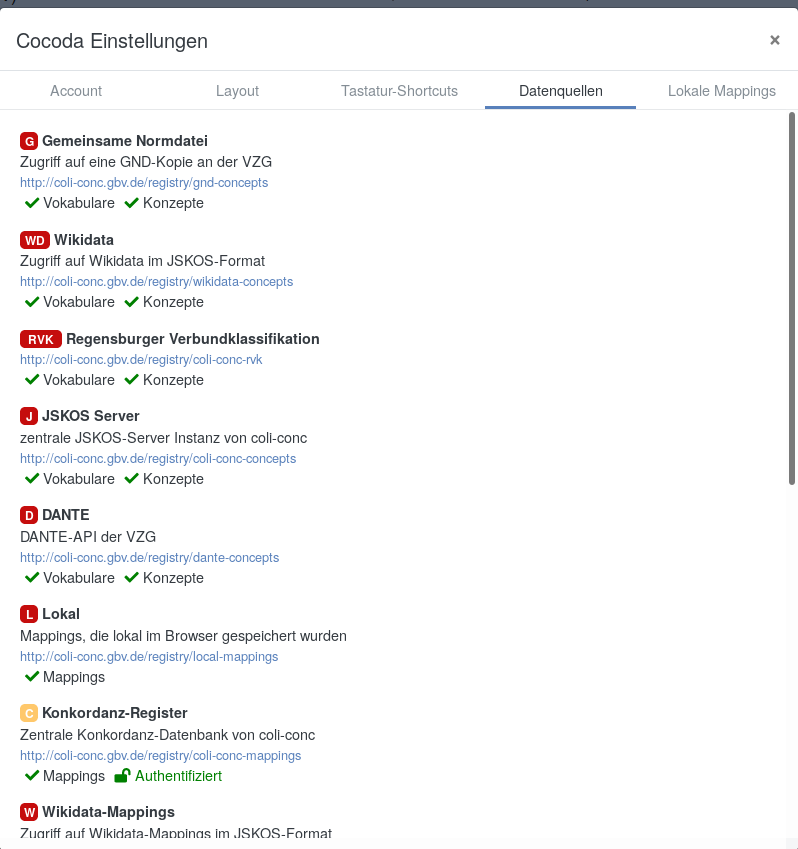 Cocoda Einstellungen ×
Account Layout Tastatur-Shortcuts Datenquellen Lokale Mappings
G Gemeinsame Normdatei
Zugriff auf eine GND-Kopie an der VZG
http://coli-conc.gbv.de/registry/gnd-concepts
Vokabulare Konzepte
WD Wikidata
Zugriff auf Wikidata im JSKOS-Format
http://coli-conc.gbv.de/registry/wikidata-concepts
Vokabulare Konzepte
RVK Regensburger Verbundklassifikation
http://coli-conc.gbv.de/registry/coli-conc-rvk
Vokabulare Konzepte
J JSKOS Server
zentrale JSKOS-Server Instanz von coli-conc
http://coli-conc.gbv.de/registry/coli-conc-concepts
Vokabulare Konzepte
D DANTE
DANTE-API der VZG
http://coli-conc.gbv.de/registry/dante-concepts
Vokabulare Konzepte
L Lokal
Mappings, die lokal im Browser gespeichert wurden
http://coli-conc.gbv.de/registry/local-mappings
Mappings
C Konkordanz-Register
Zentrale Konkordanz-Datenbank von coli-conc
http://coli-conc.gbv.de/registry/coli-conc-mappings
Mappings Authentifiziert
W Wikidata-Mappings
Zugriff auf Wikidata-Mappings im JSKOS-Format